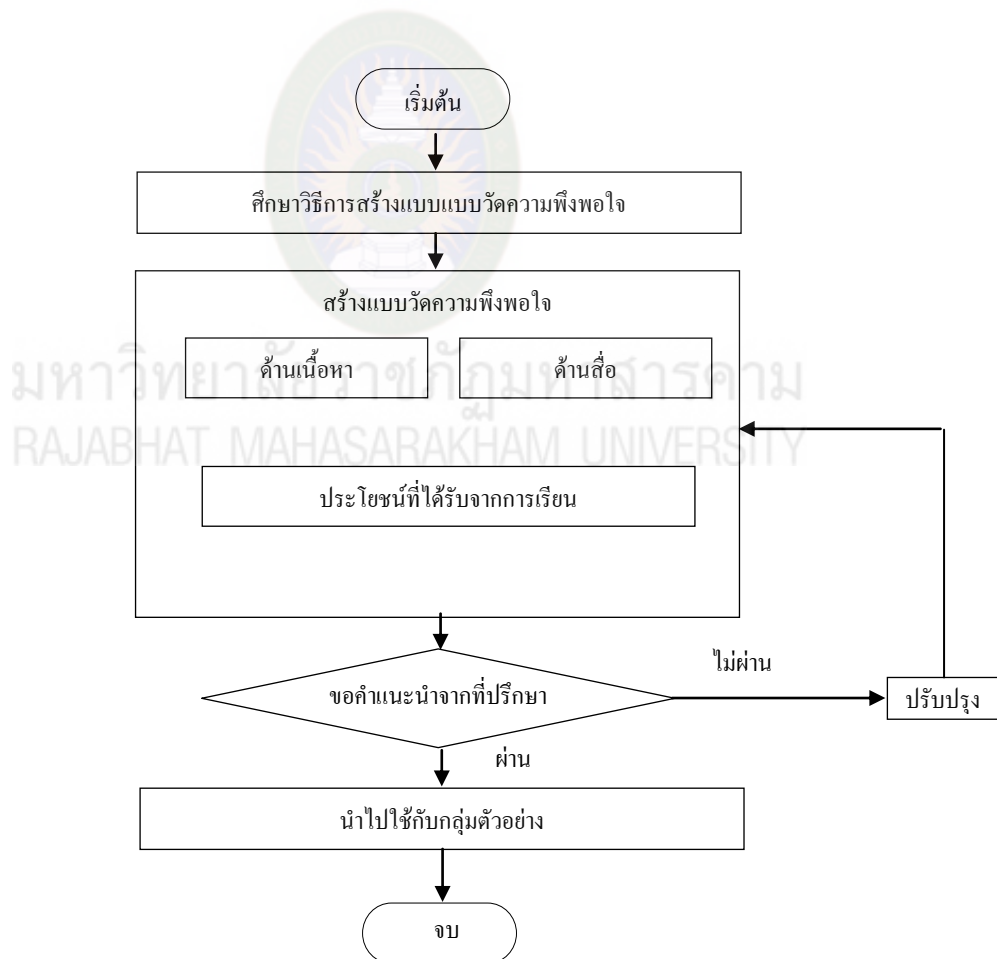 เริ่มต้น
ศึกษาวิธีการสร้างแบบแบบวัดความพึงพอใจ
สร้างแบบวัดความพึงพอใจ
ด้านเนื้อหา
ด้านสื่อ
มหาวิทยาลัยราชภัฏมหาสารคาม
RAJABHAT MAHASARAKHAM UNIVERSITY
ประโยชน์ที่ได้รับจากการเรียน
ไม่ผ่าน
ขอคำแนะนำจากที่ปรึกษา
ปรับปรุง
ผ่าน
นำไปใช้กับกลุ่มตัวอย่าง
จบ